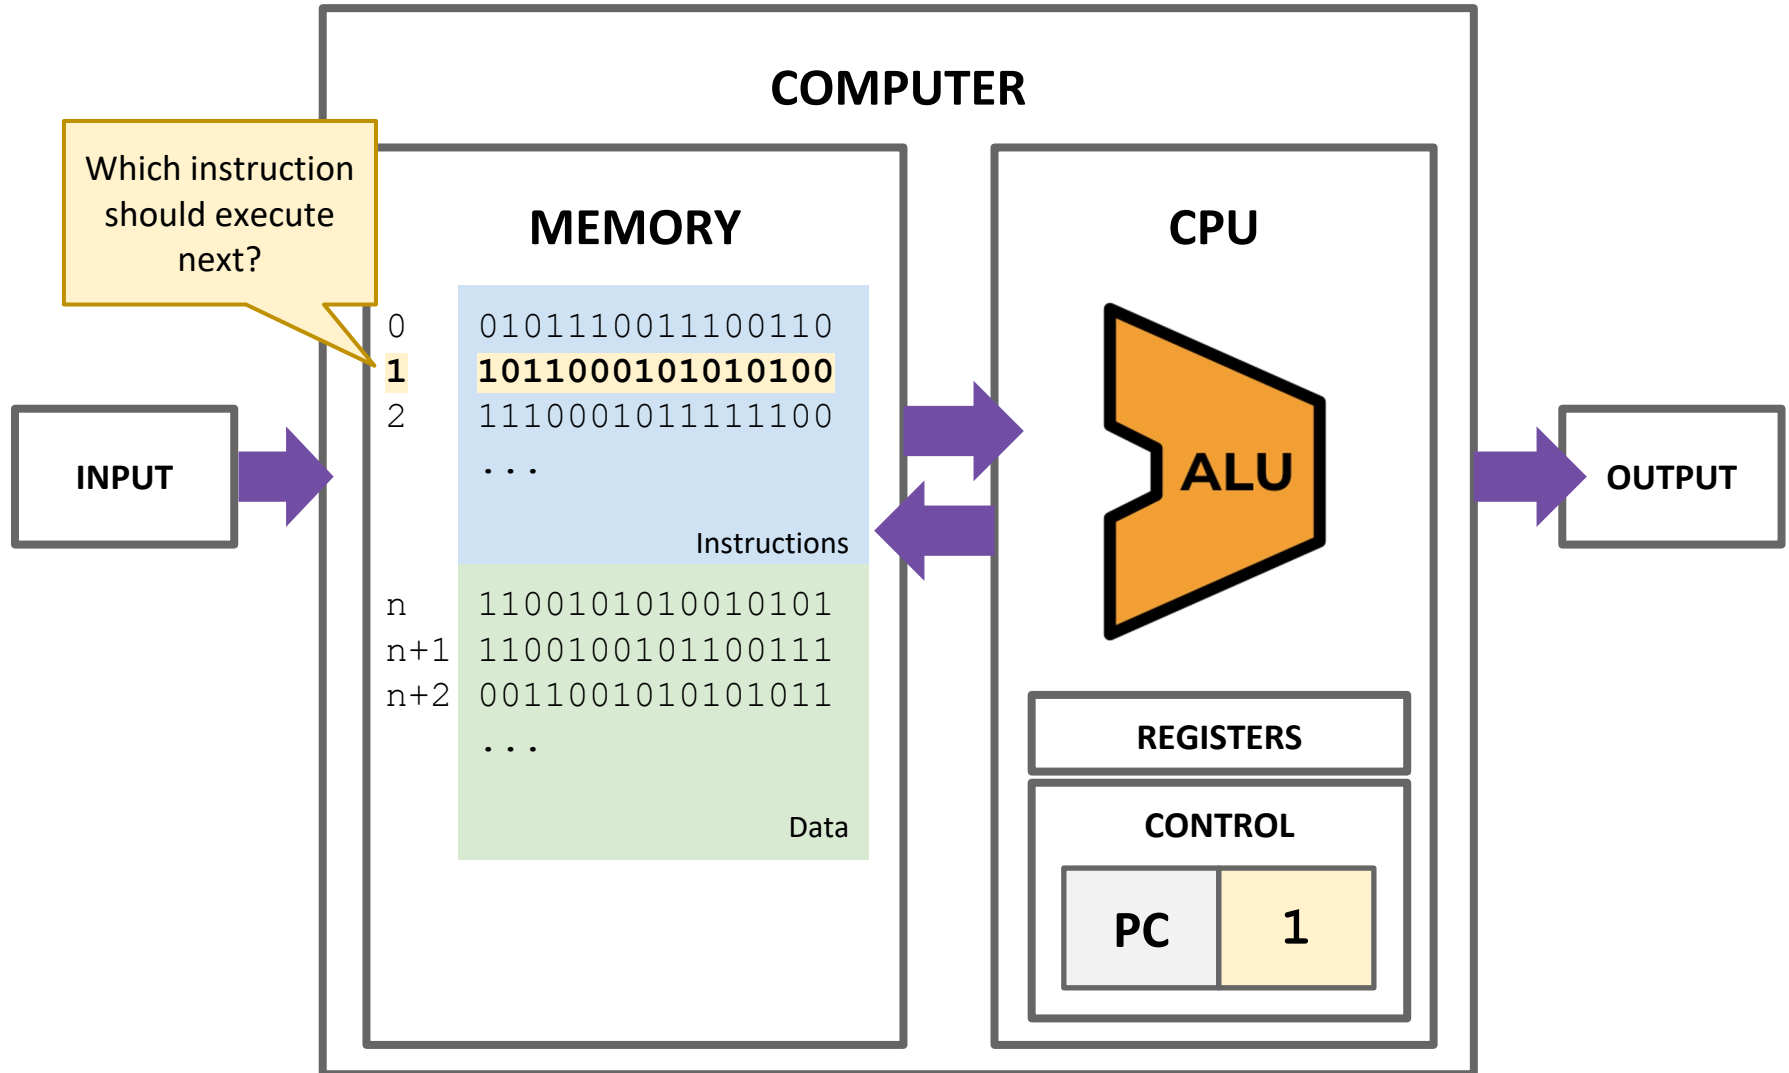 COMPUTER
Which instruction
should execute
next?
MEMORY
0 0101110011100110
1 1011000101010100
2 1110001011111100
...
Instructions
n 1100101010010101
n+1 1100100101100111
n+2 0011001010101011
...
Data
CPU
ALU
REGISTERS
CONTROL
PC 1
INPUT
OUTPUT